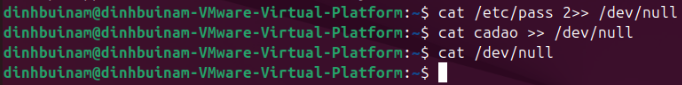 dinhbuinam@dinhbuinam-VMware-Virtual-Platform:~$ cat /etc/pass 2>> /dev/null
dinhbuinam@dinhbuinam-VMware-Virtual-Platform:~$ cat cadao >> /dev/null
dinhbuinam@dinhbuinam-VMware-Virtual-Platform:~$ cat /dev/null
dinhbuinam@dinhbuinam-VMware-Virtual-Platform:~$